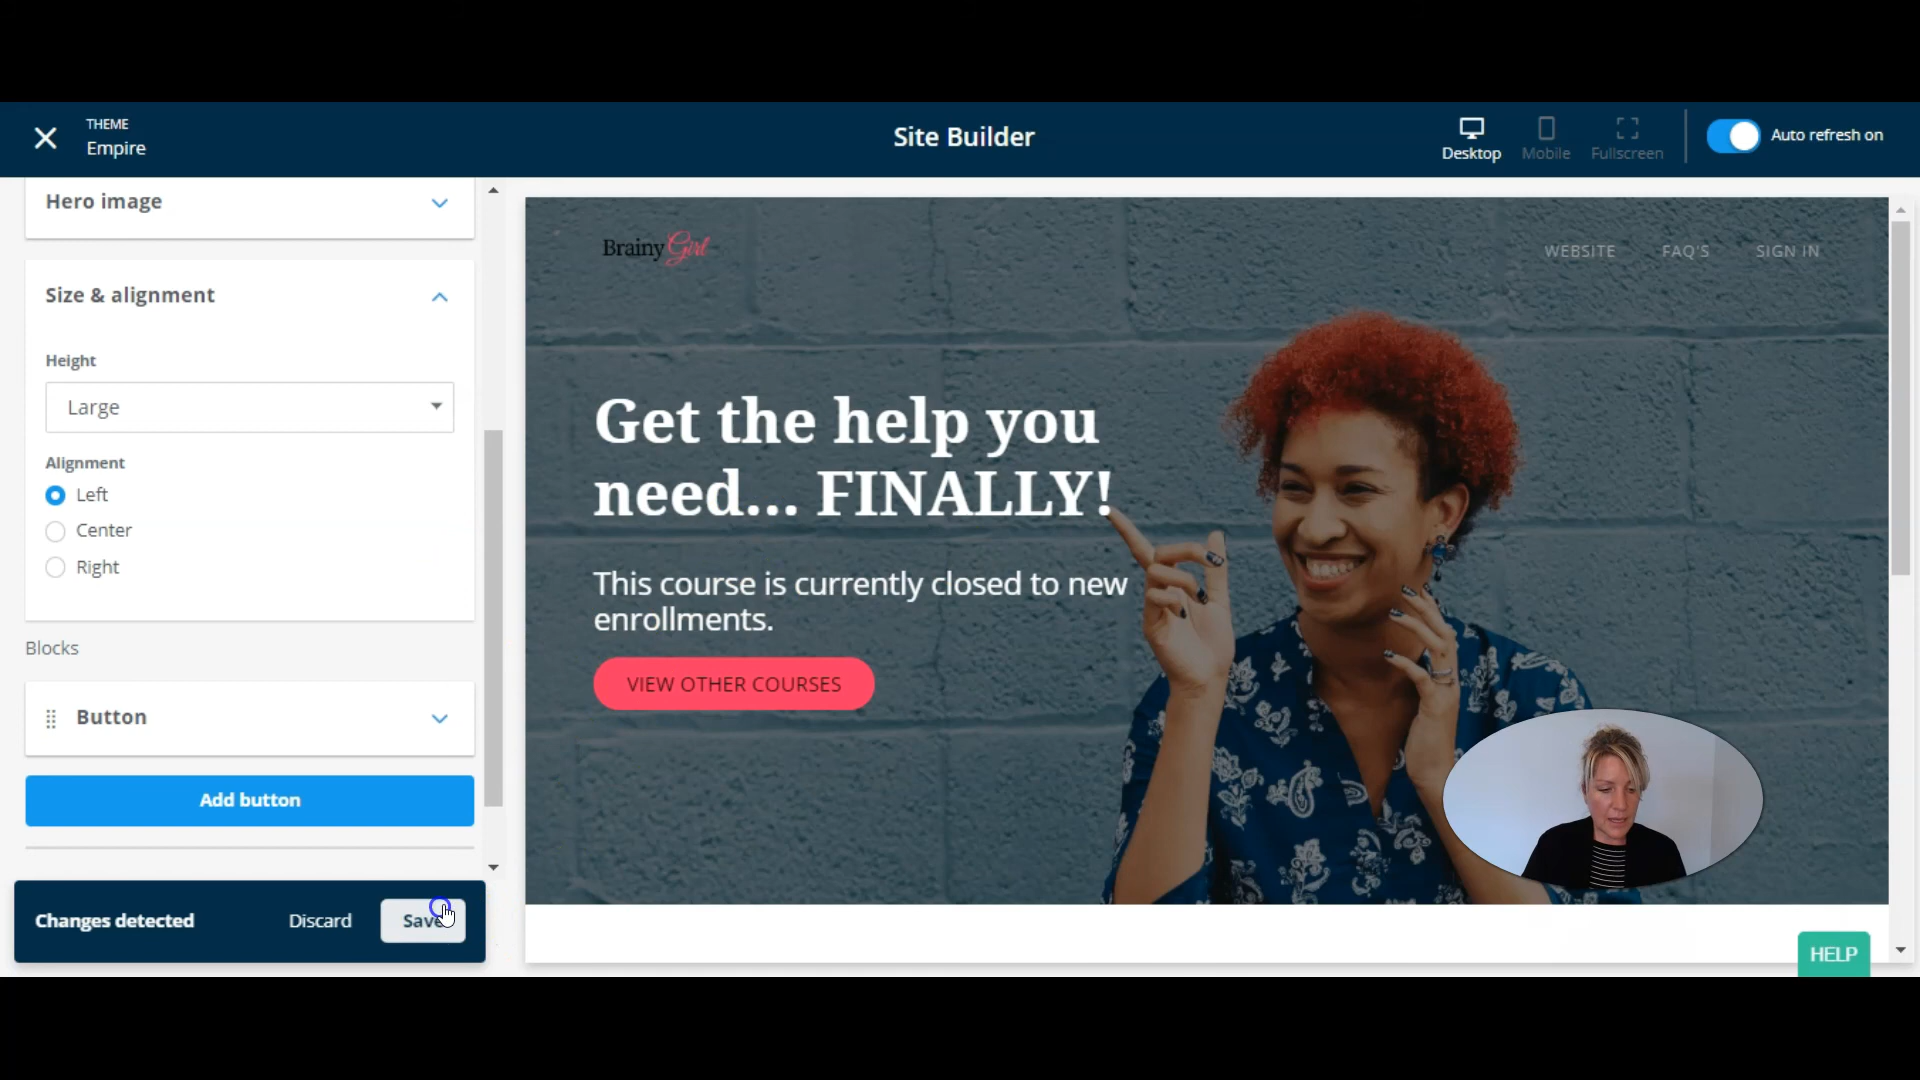 THEME
Empire
Site Builder
Desktop
Mobile
Fullscreen
Auto refresh on
Hero image
Size & alignment
Height
Large
Alignment
Left
Center
Right
Blocks
Button
Add button
Changes detected
Discard
Save
Brainy Girl
WEBSITE
FAQ'S
SIGN IN
Get the help you
need... FINALLY!
This course is currently closed to new
enrollments.
VIEW OTHER COURSES
HELP